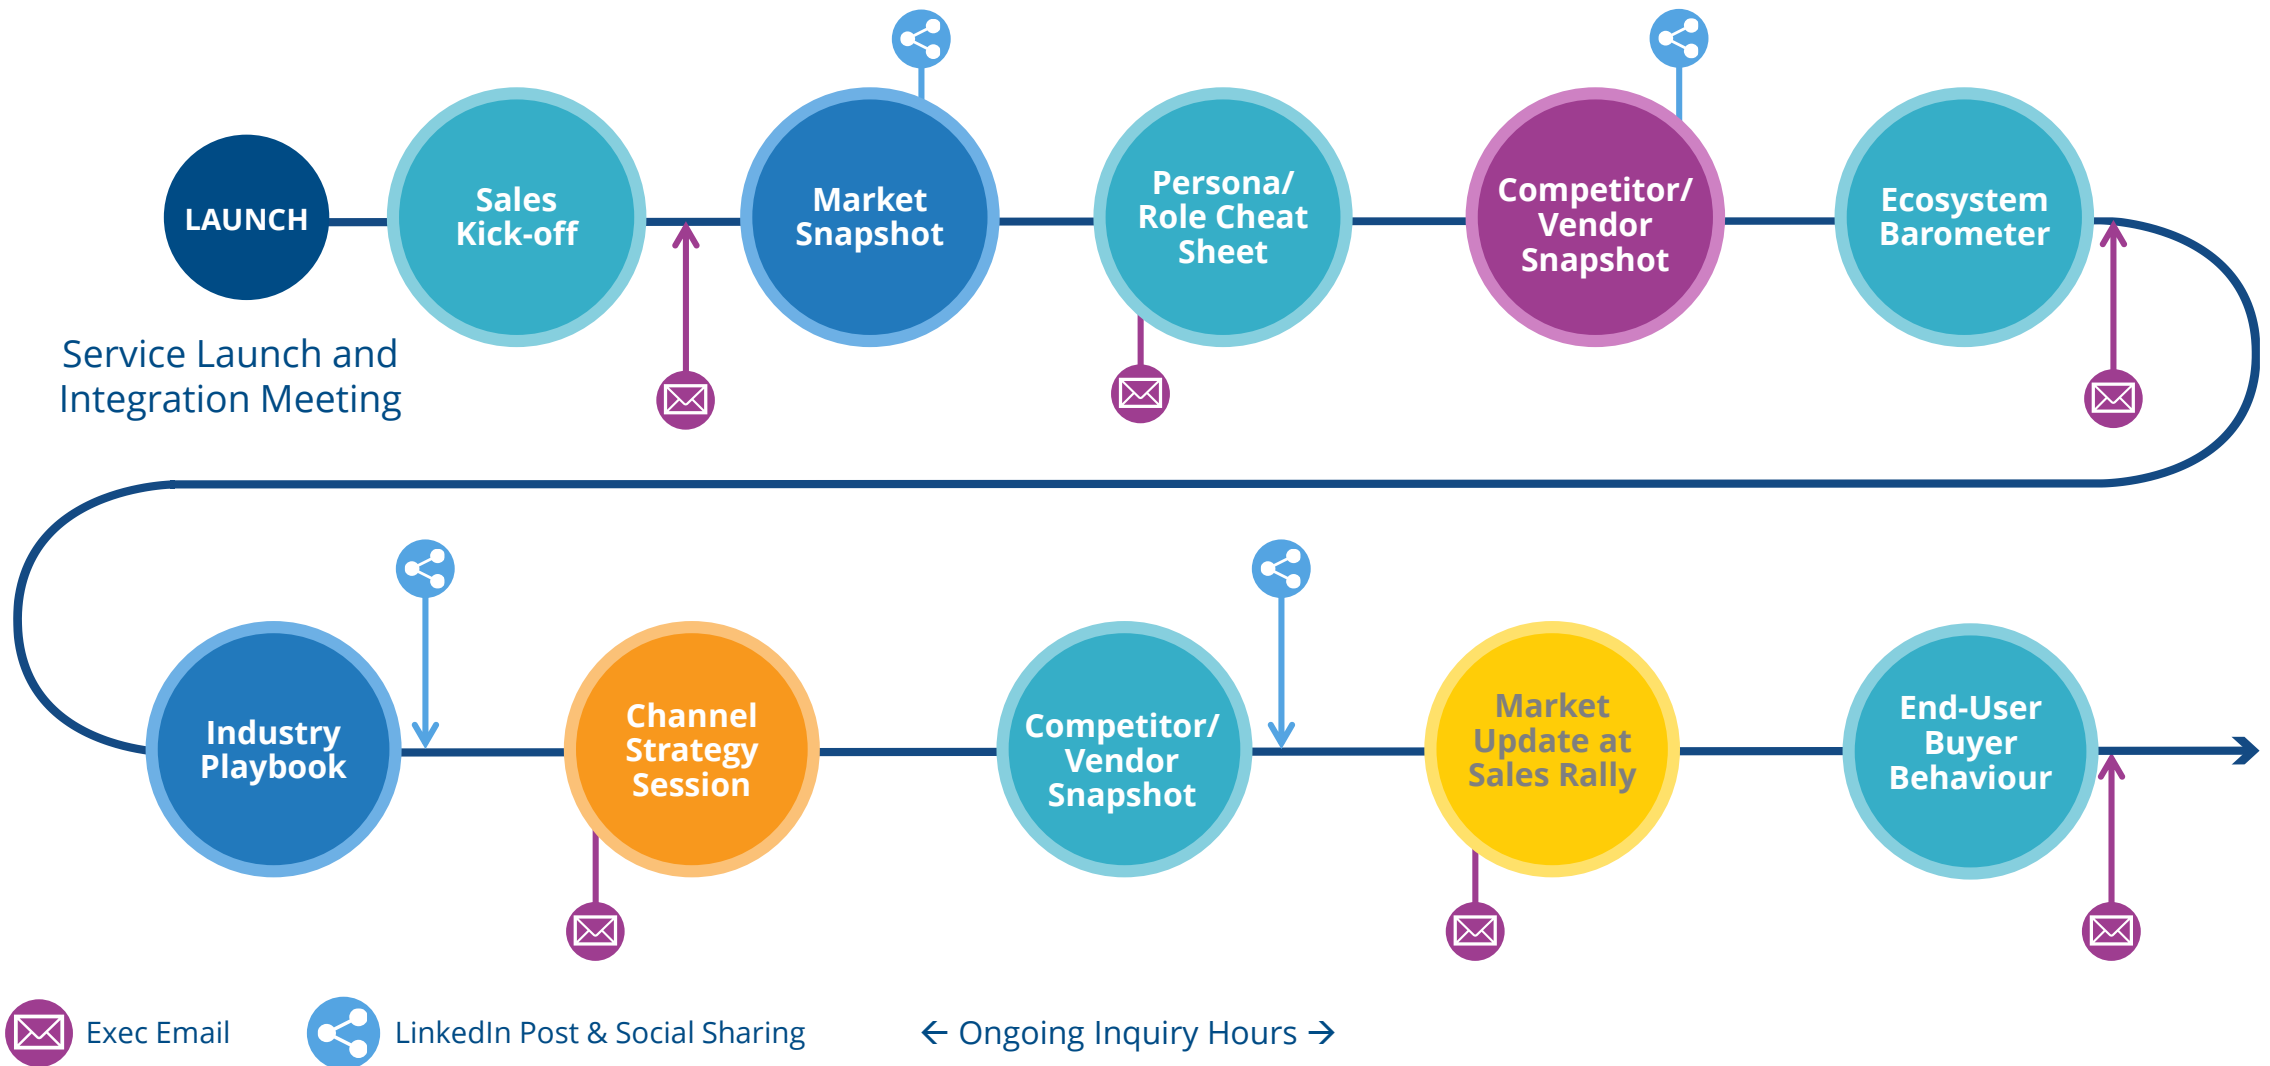 LAUNCH
Service Launch and
Integration Meeting
Sales
Kick-off
Market
Snapshot
Persona/
Role Cheat
Sheet
Competitor/
Vendor
Snapshot
Ecosystem
Barometer
Industry
Playbook
Channel
Strategy
Session
Competitor/
Vendor
Snapshot
Market
Update at
Sales Rally
End-User
Buyer
Behaviour
Exec Email
LinkedIn Post & Social Sharing
← Ongoing Inquiry Hours →